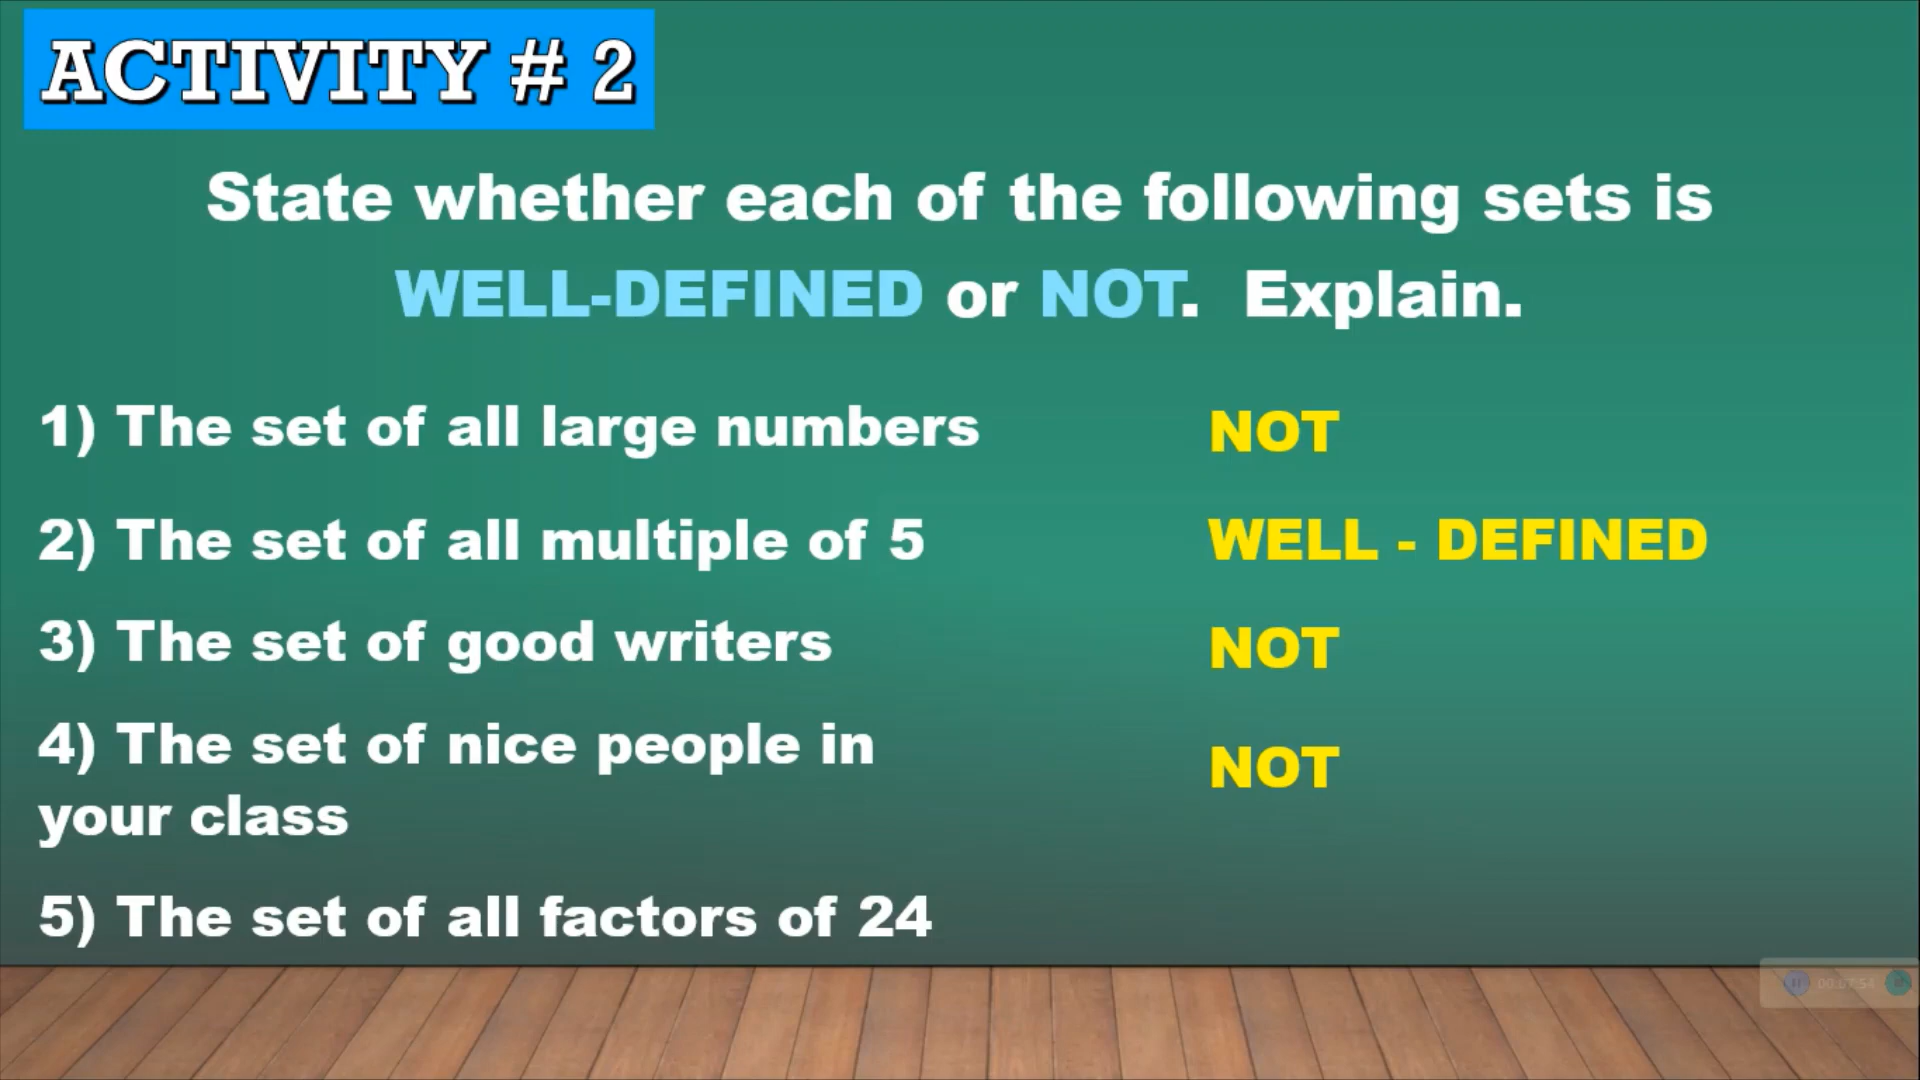 ACTIVITY # 2
State whether each of the following sets is
WELL-DEFINED or NOT. Explain.
1) The set of all large numbers NOT
2) The set of all multiple of 5 WELL - DEFINED
3) The set of good writers NOT
4) The set of nice people in NOT
your class
5) The set of all factors of 24
00:07:54